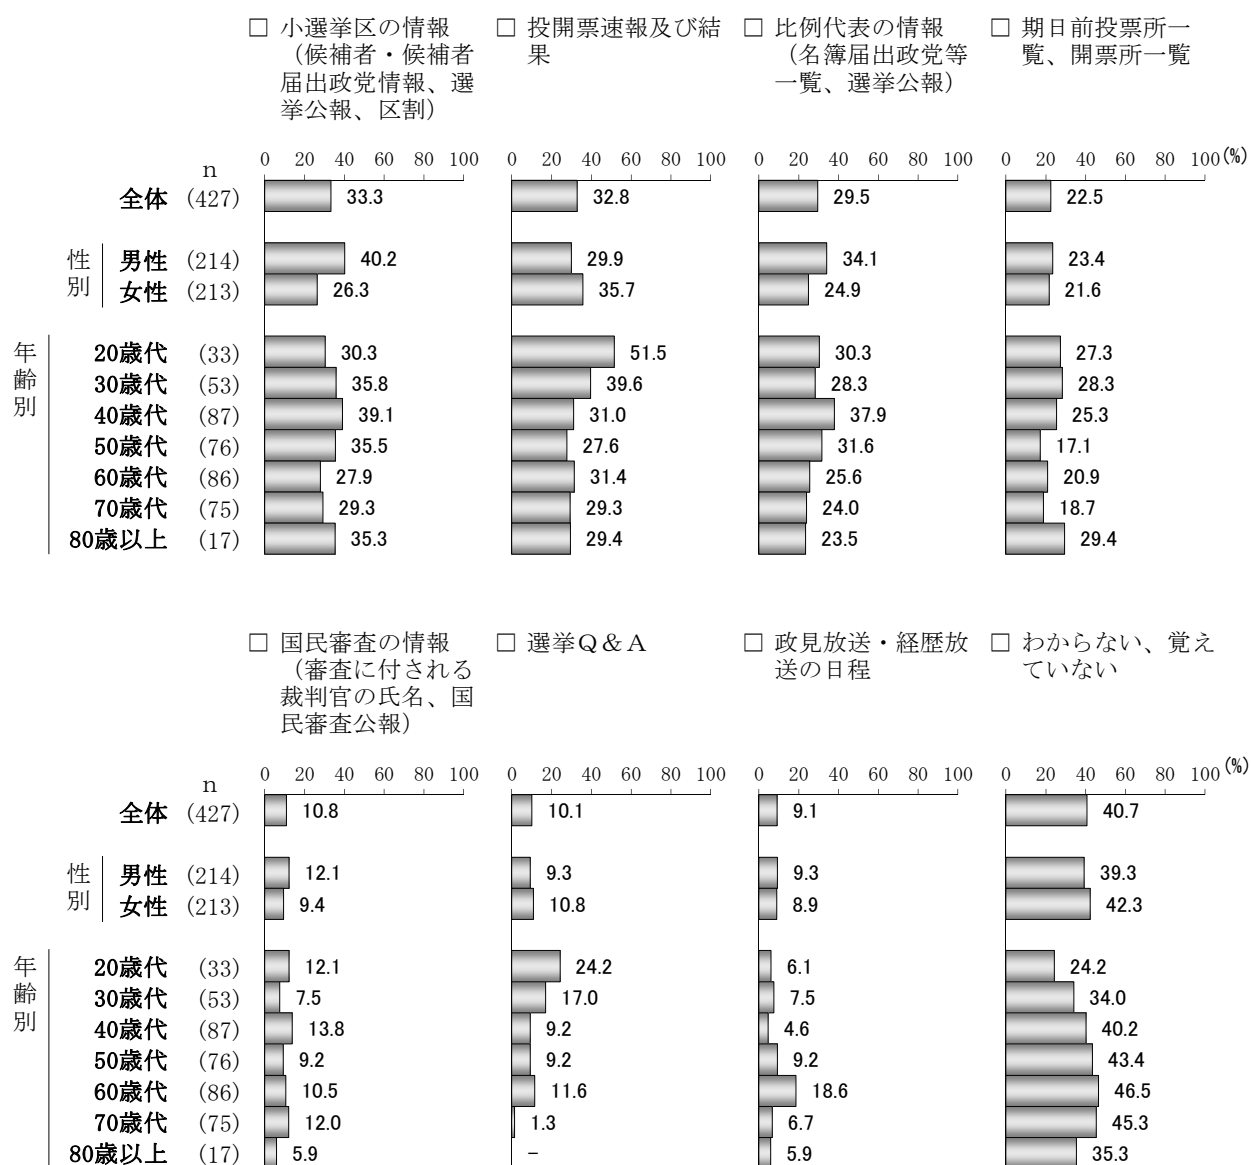 □ 小選挙区の情報 □ 投開票速報及び結 □ 比例代表の情報 □ 期日前投票所一
（候補者・候補者 果 （名簿届出政党等 覧、開票所一覧
届出政党情報、選 一覧、選挙公報）
挙公報、区割）
n 0 20 40 60 80 100 0 20 40 60 80 100 0 20 40 60 80 100 0 20 40 60 80 100 (%)
全体 (427) 33.3 32.8 29.5 22.5
性別
男性 (214) 40.2 29.9 34.1 23.4
女性 (213) 26.3 35.7 24.9 21.6
年齢別
20歳代 (33) 30.3 51.5 30.3 27.3
30歳代 (53) 35.8 39.6 28.3 28.3
40歳代 (87) 39.1 31.0 37.9 25.3
50歳代 (76) 35.5 27.6 31.6 17.1
60歳代 (86) 27.9 31.4 25.6 20.9
70歳代 (75) 29.3 29.3 24.0 18.7
80歳以上 (17) 35.3 29.4 23.5 29.4
□ 国民審査の情報 □ 選挙Ｑ＆Ａ □ 政見放送・経歴放 □ わからない、覚え
（審査に付される 送の日程 ていない
裁判官の氏名、国
民審査公報）
n 0 20 40 60 80 100 0 20 40 60 80 100 0 20 40 60 80 100 0 20 40 60 80 100 (%)
全体 (427) 10.8 10.1 9.1 40.7
性別
男性 (214) 12.1 9.3 9.3 39.3
女性 (213) 9.4 10.8 8.9 42.3
年齢別
20歳代 (33) 12.1 24.2 6.1 24.2
30歳代 (53) 7.5 17.0 7.5 34.0
40歳代 (87) 13.8 9.2 4.6 40.2
50歳代 (76) 9.2 9.2 9.2 43.4
60歳代 (86) 10.5 11.6 18.6 46.5
70歳代 (75) 12.0 1.3 6.7 45.3
80歳以上 (17) 5.9 － 5.9 35.3